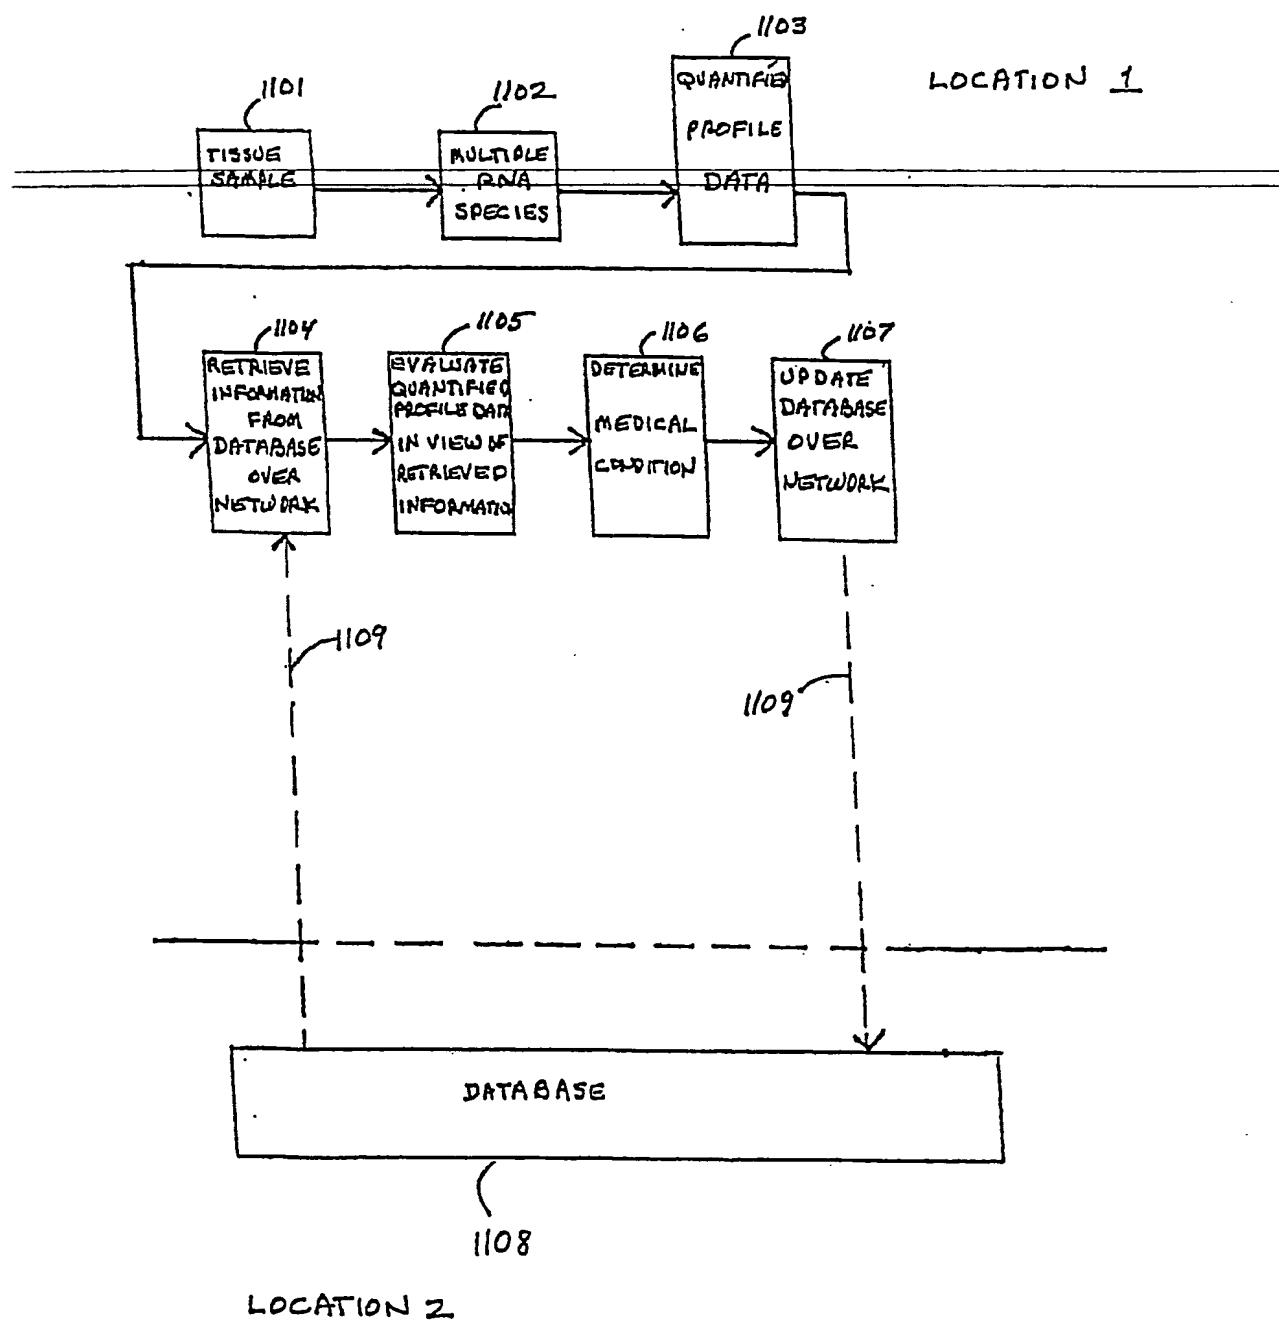 1103
LOCATION 1
1101
1102
QUANTIFIED
PROFILE
DATA
TISSUE
SAMPLE
MULTIPLE
RNA
SPECIES
1104
1105
1106
1107
RETRIEVE
INFORMATION
FROM
DATABASE
OVER
NETWORK
EVALUATE
QUANTIFIED
PROFILE DATA
IN VIEW OF
RETRIEVED
INFORMATIO
DETERMINE
MEDICAL
CONDITION
UPDATE
DATABASE
OVER
NETWORK
1109
1109
DATABASE
1108
LOCATION 2